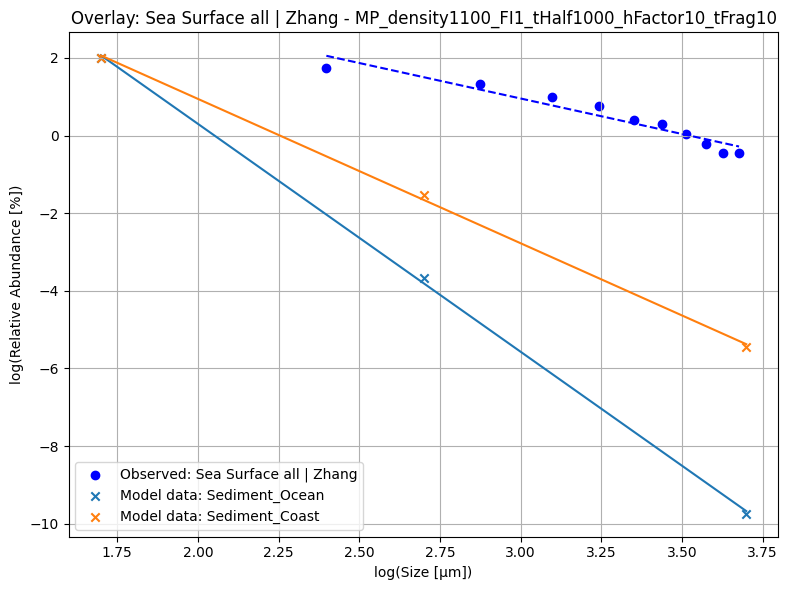 Overlay: Sea Surface all | Zhang - MP_density1100_FI1_tHalf1000_hFactor10_tFrag10
log(Relative Abundance [%])
2
0
−2
−4
−6
−8
−10
Observed: Sea Surface all | Zhang
Model data: Sediment_Ocean
Model data: Sediment_Coast
1.75 2.00 2.25 2.50 2.75 3.00 3.25 3.50 3.75
log(Size [μm])